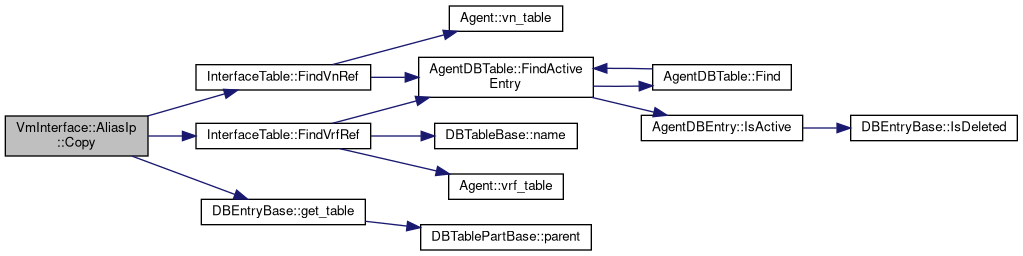 VmInterface::AliasIp
::Copy
InterfaceTable::FindVnRef
Agent::vn_table
AgentDBTable::FindActive
Entry
AgentDBTable::Find
AgentDBEntry::IsActive
DBEntryBase::IsDeleted
InterfaceTable::FindVrfRef
DBTableBase::name
Agent::vrf_table
DBEntryBase::get_table
DBTablePartBase::parent